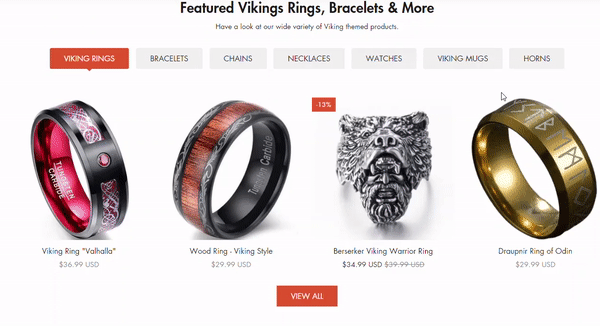 Featured Vikings Rings, Bracelets & More
Have a look at our wide variety of Viking themed products.
VIKING RINGS
BRACELETS
CHAINS
NECKLACES
WATCHES
VIKING MUGS
HORNS
-13%
TUNGSTEN
CARBIDE
Tungsten Carbide
Viking Ring "Valhalla"
$36.99 USD
Wood Ring - Viking Style
$29.99 USD
Berserker Viking Warrior Ring
$34.99 USD $39.99 USD
Draupnir Ring of Odin
$29.99 USD
VIEW ALL